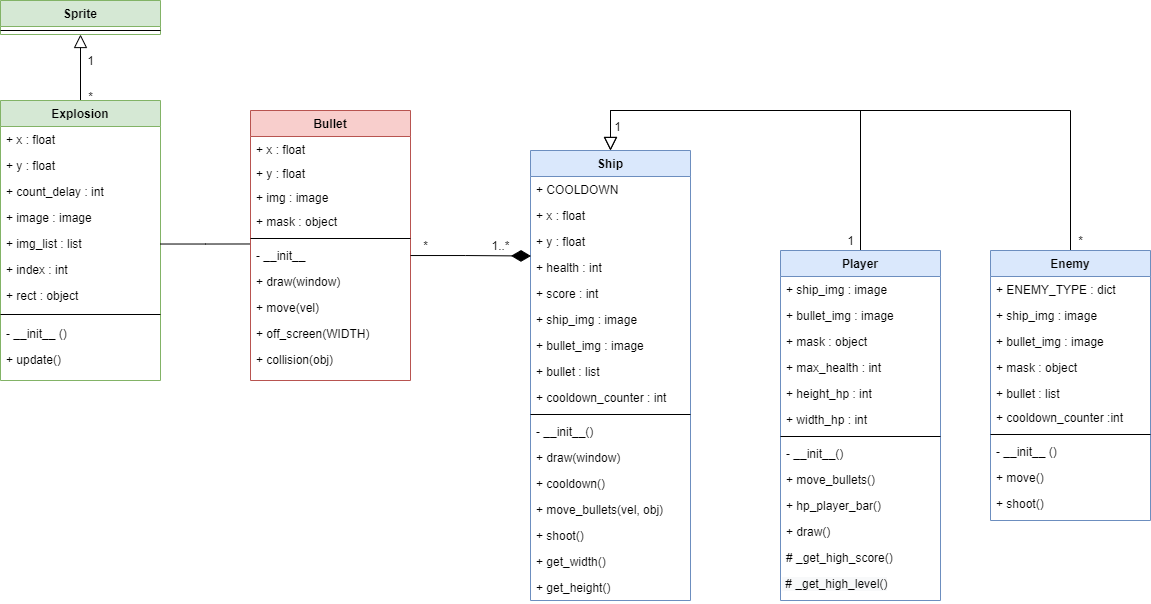 Sprite
1
*
Explosion
+ x : float
+ y : float
+ count_delay : int
+ image : image
+ img_list : list
+ index : int
+ rect : object
- __init__ ()
+ update()
Bullet
+ x : float
+ y : float
+ img : image
+ mask : object
- __init__
+ draw(window)
+ move(vel)
+ off_screen(WIDTH)
+ collision(obj)
*
1..*
1
Ship
+ COOLDOWN
+ x : float
+ y : float
+ health : int
+ score : int
+ ship_img : image
+ bullet_img : image
+ bullet : list
+ cooldown_counter : int
- __init__()
+ draw(window)
+ cooldown()
+ move_bullets(vel, obj)
+ shoot()
+ get_width()
+ get_height()
1
Player
+ ship_img : image
+ bullet_img : image
+ mask : object
+ max_health : int
+ height_hp : int
+ width_hp : int
- __init__()
+ move_bullets()
+ hp_player_bar()
+ draw()
# _get_high_score()
# _get_high_level()
*
Enemy
+ ENEMY_TYPE : dict
+ ship_img : image
+ bullet_img : image
+ mask : object
+ bullet : list
+ cooldown_counter :int
- __init__ ()
+ move()
+ shoot()